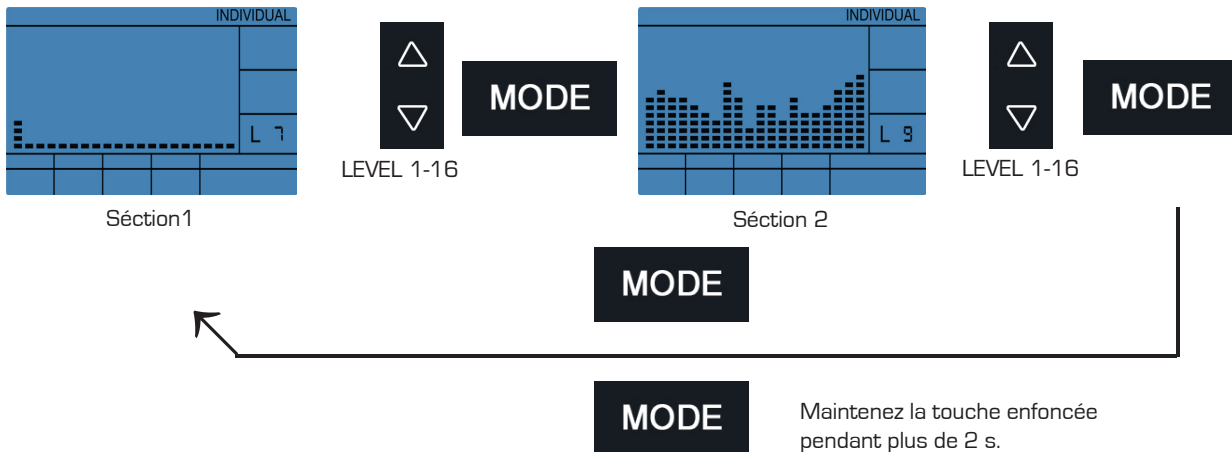 INDIVIDUAL
L 7
MODE
LEVEL 1-16
Séction1
INDIVIDUAL
L 9
MODE
LEVEL 1-16
Séction 2
MODE
MODE
Maintenez la touche enfoncée
pendant plus de 2 s.